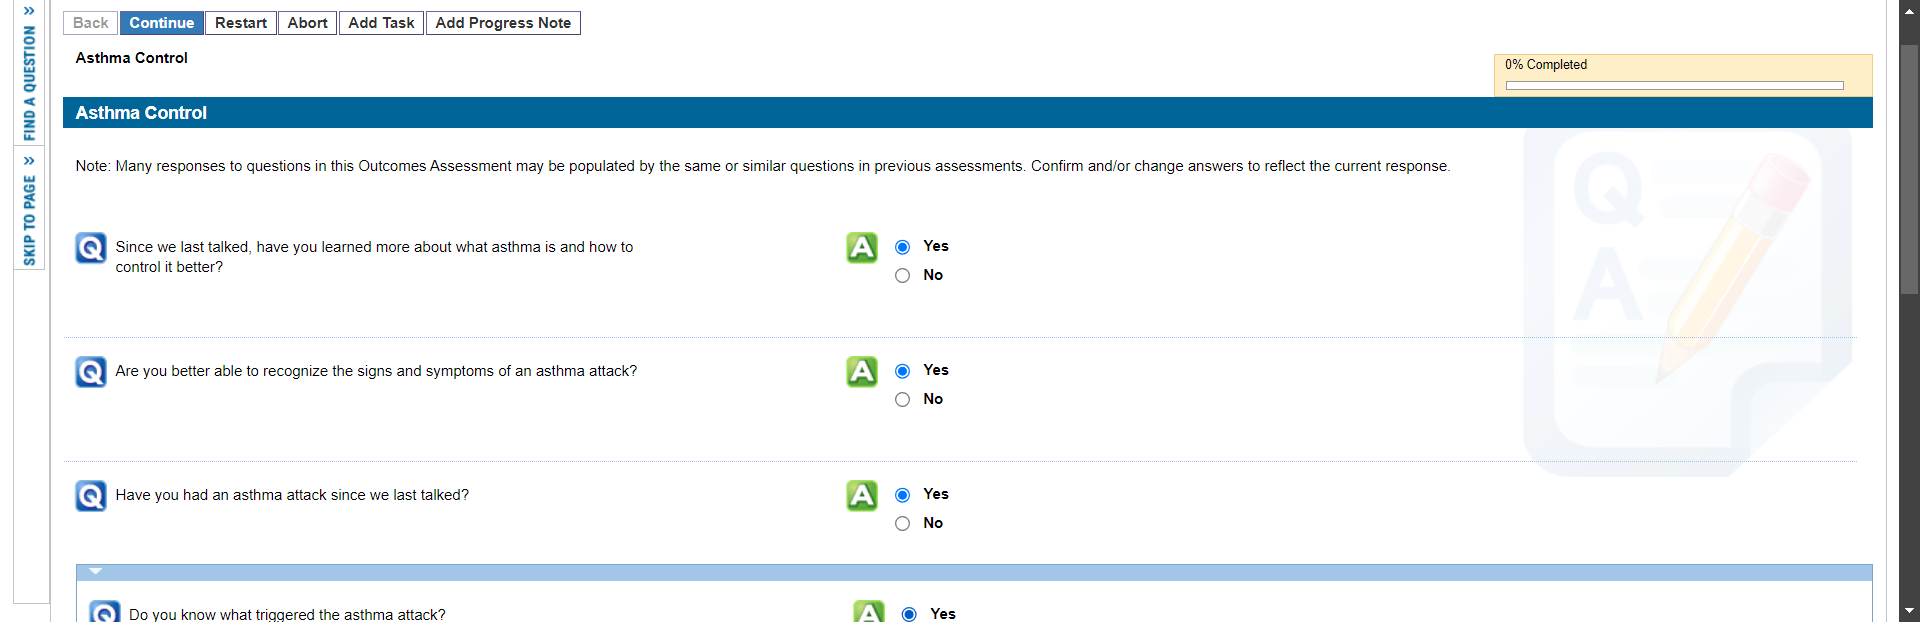 Back Continue Restart Abort Add Task Add Progress Note
FIND A QUESTION
SKIP TO PAGE
Asthma Control
0% Completed
Asthma Control
Note: Many responses to questions in this Outcomes Assessment may be populated by the same or similar questions in previous assessments. Confirm and/or change answers to reflect the current response.
Q Since we last talked, have you learned more about what asthma is and how to
control it better?
A Yes
No
Q Are you better able to recognize the signs and symptoms of an asthma attack?
A Yes
No
Q Have you had an asthma attack since we last talked?
A Yes
No
Q Do you know what triggered the asthma attack?
A Yes
Q
A